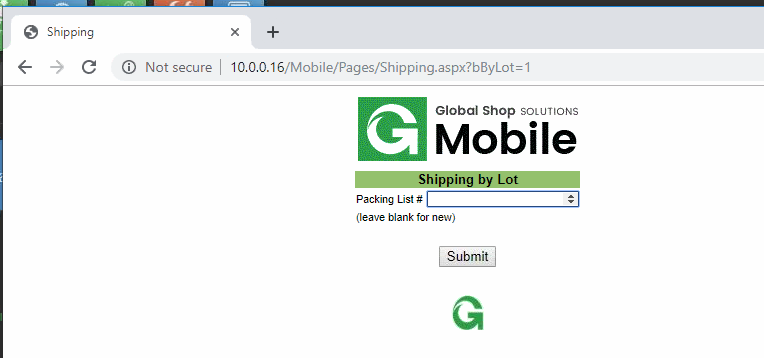 Shipping
Not secure | 10.0.0.16/Mobile/Pages/Shipping.aspx?bByLot=1
Global Shop SOLUTIONS
Mobile
Shipping by Lot
Packing List #
(leave blank for new)
Submit